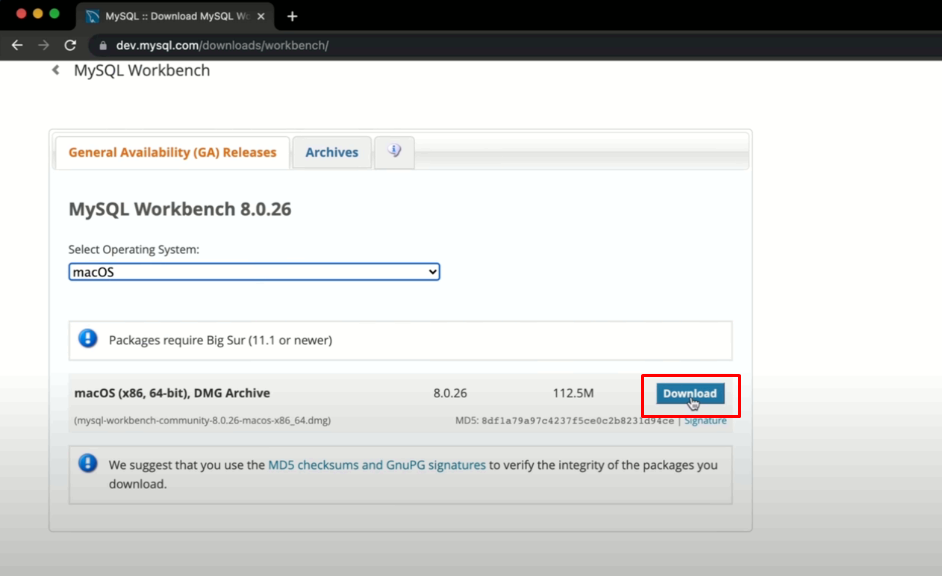 MySQL :: Download MySQL Wo
dev.mysql.com/downloads/workbench/
MySQL Workbench
General Availability (GA) Releases
Archives
MySQL Workbench 8.0.26
Select Operating System:
macOS
Packages require Big Sur (11.1 or newer)
macOS (x86, 64-bit), DMG Archive 8.0.26 112.5M Download
(mysql-workbench-community-8.0.26-macos-x86_64.dmg) MD5: 8df1a79a97c4237f5ce0c2b8231d94ce | Signature
We suggest that you use the MD5 checksums and GnuPG signatures to verify the integrity of the packages you
download.